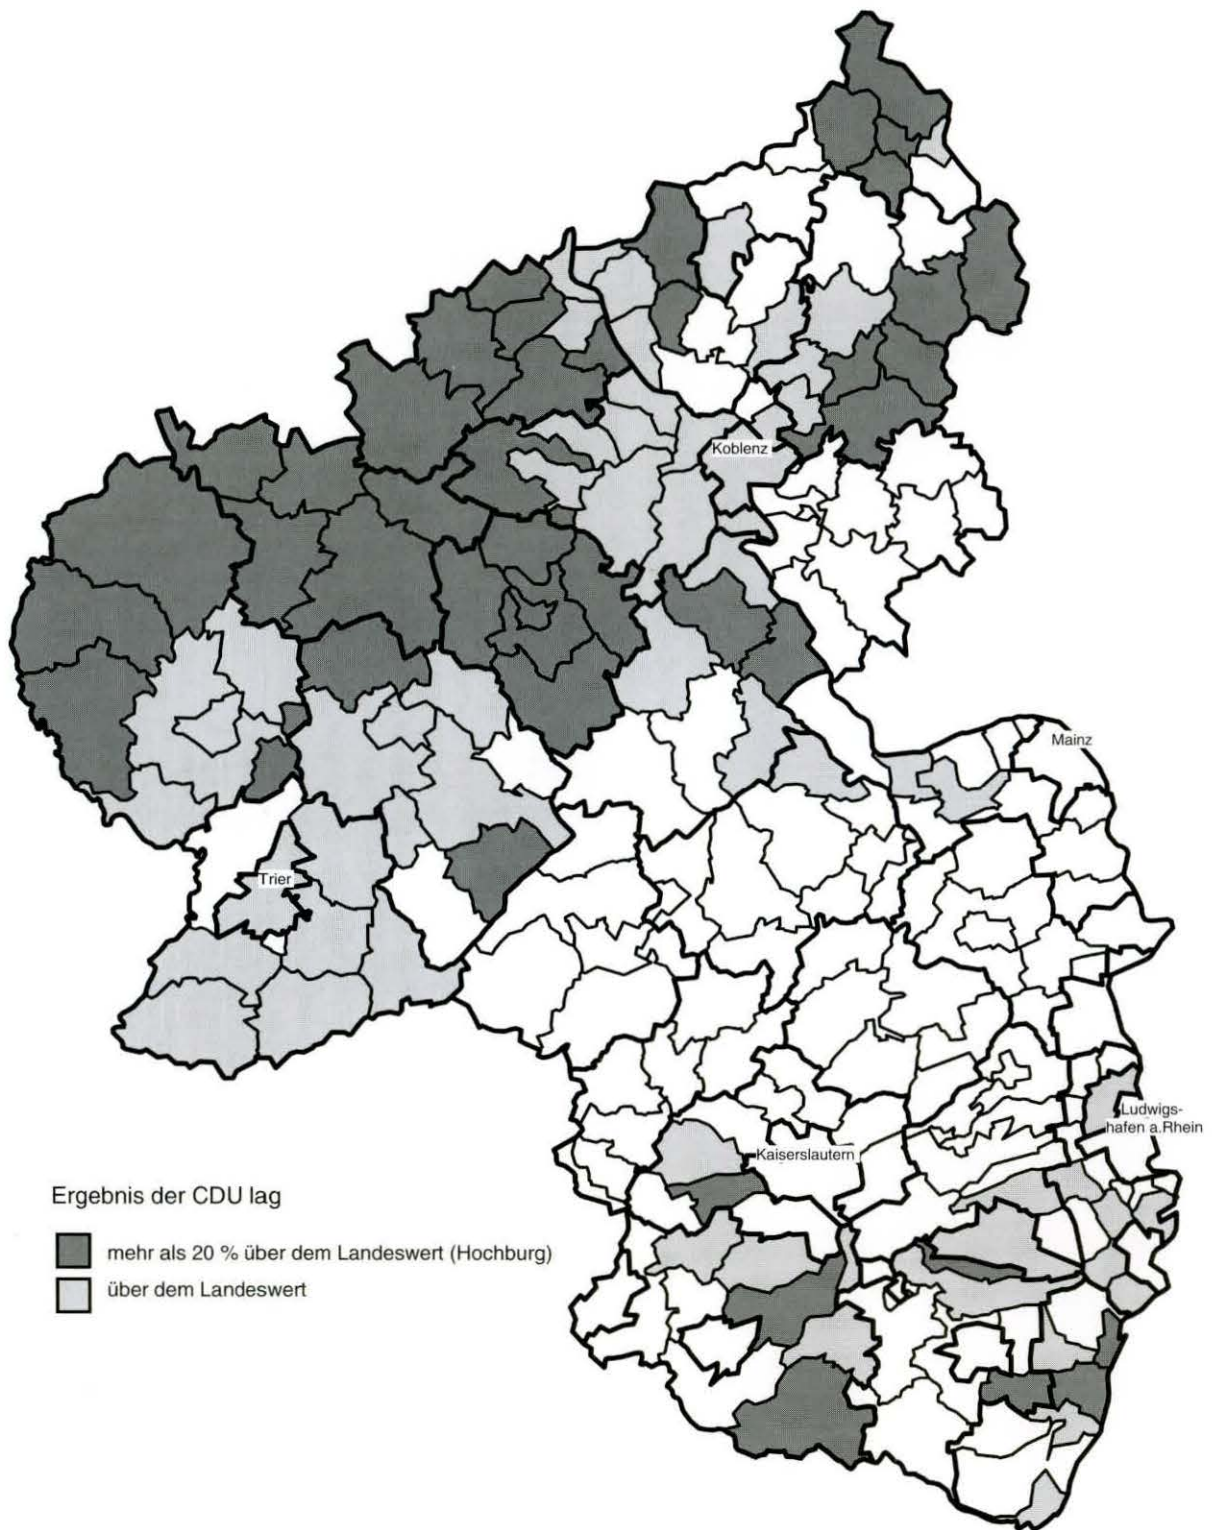 Koblenz
Mainz
Trier
Ludwigs-
hafen a.Rhein
Kaiserslautern
Ergebnis der CDU lag
mehr als 20 % über dem Landeswert (Hochburg)
über dem Landeswert